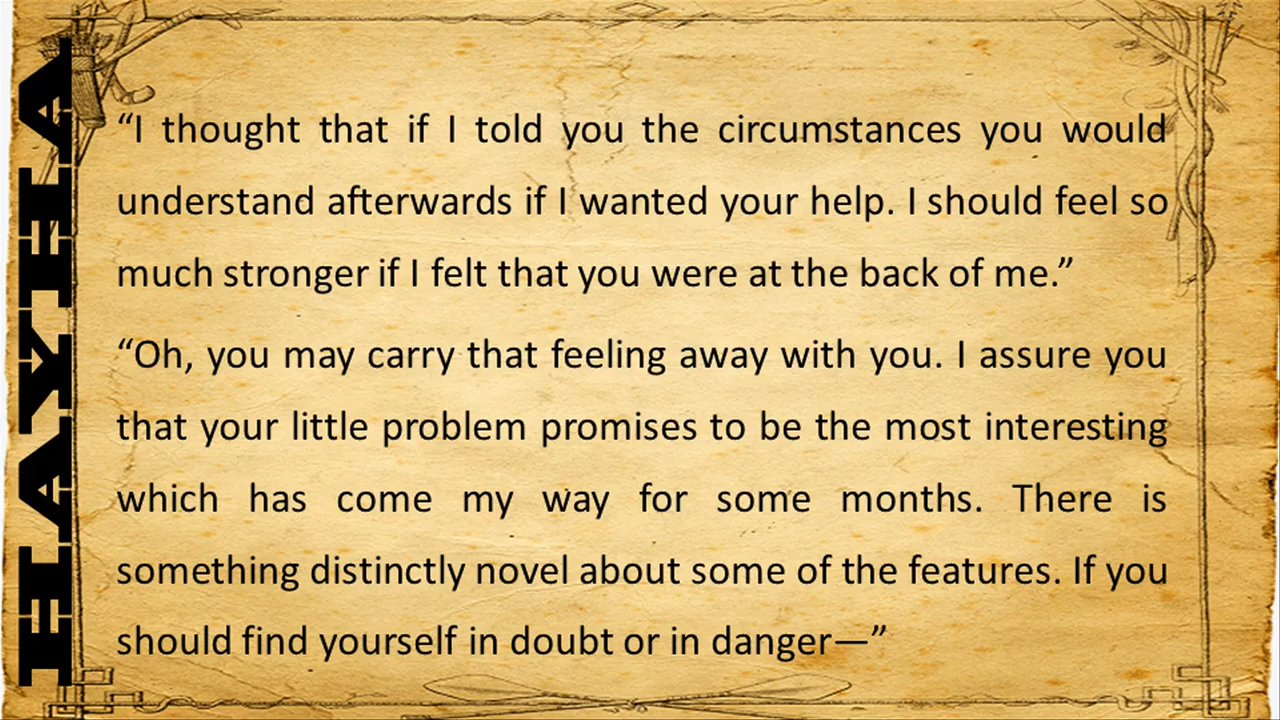 HAYHA
“I thought that if I told you the circumstances you would
understand afterwards if I wanted your help. I should feel so
much stronger if I felt that you were at the back of me.”
“Oh, you may carry that feeling away with you. I assure you
that your little problem promises to be the most interesting
which has come my way for some months. There is
something distinctly novel about some of the features. If you
should find yourself in doubt or in danger—”